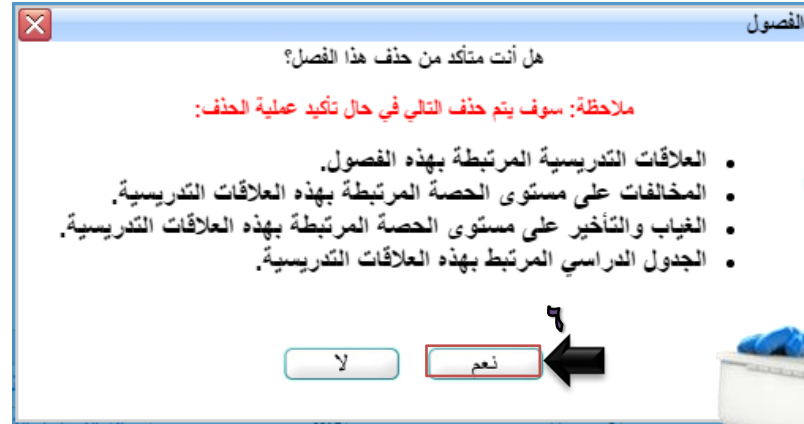 الفصول
هل أنت متأكد من حذف هذا الفصل؟
ملاحظة: سوف يتم حذف التالي في حال تأكيد عملية الحذف:
• العلاقات التدريسية المرتبطة بهذه الفصول.
• المخالفات على مستوى الحصة المرتبطة بهذه العلاقات التدريسية.
• الغياب والتأخير على مستوى الحصة المرتبطة بهذه العلاقات التدريسية.
• الجدول الدراسي المرتبط بهذه العلاقات التدريسية.
٦
نعم
لا